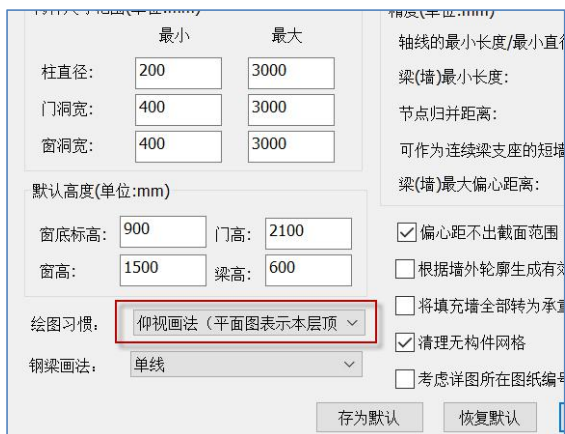 最小 最大
柱直径: 200 3000
门洞宽: 400 3000
窗洞宽: 400 3000
默认高度(单位:mm)
窗底标高: 900 门高: 2100
窗高: 1500 梁高: 600
绘图习惯: 仰视画法（平面图表示本层顶
钢梁画法: 单线
轴线的最小长度/最小直
梁(墙)最小长度:
节点归并距离:
可作为连续梁支座的短墙
梁(墙)最大偏心距离:
偏心距不出截面范围
根据墙外轮廓生成有效
将填充墙全部转为承
清理无构件网格
考虑详图所在图纸编号
存为默认 恢复默认